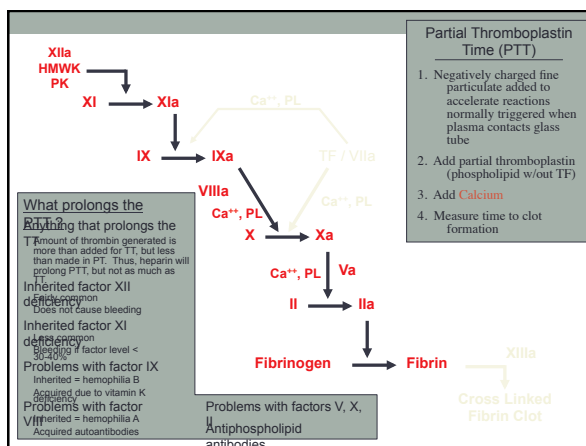 Partial Thromboplastin
Time (PTT)
1. Negatively charged fine
particulate added to
accelerate reactions
normally triggered when
plasma contacts glass
tube
2. Add partial thromboplastin
(phospholipid w/out TF)
3. Add Calcium
4. Measure time to clot
formation
XIIa
HMWK
PK
XI
XIa
Ca++, PL
IX
IXa
TF / VIIa
VIIIa
Ca++, PL
Ca++, PL
X
Xa
Ca++, PL
Va
II
IIa
Fibrinogen
Fibrin
XIIIa
Cross Linked
Fibrin Clot
What prolongs the
PTT ?
Anything that prolongs the
TT
Amount of thrombin generated is
more than added for TT, but less
than made in PT. Thus, heparin will
prolong PTT, but not as much as
TT
Inherited factor XII
deficiency
Fairly common
Does not cause bleeding
Inherited factor XI
deficiency
Less common
Bleeding if factor level <
30-40%
Problems with factor IX
Inherited = hemophilia B
Acquired due to vitamin K
deficiency
Problems with factor
VIII
Inherited = hemophilia A
Acquired autoantibodies
Problems with factors V, X,
II
Antiphospholipid
antibodies